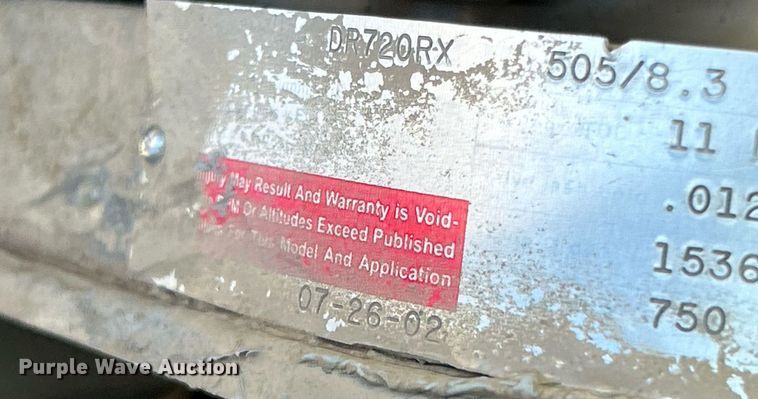 DR720RX
505/8.3
11
.012
1536
750
May Result And Warranty is Void-
Or Altitudes Exceed Published
For This Model And Application
07-26-02
Purple Wave Auction